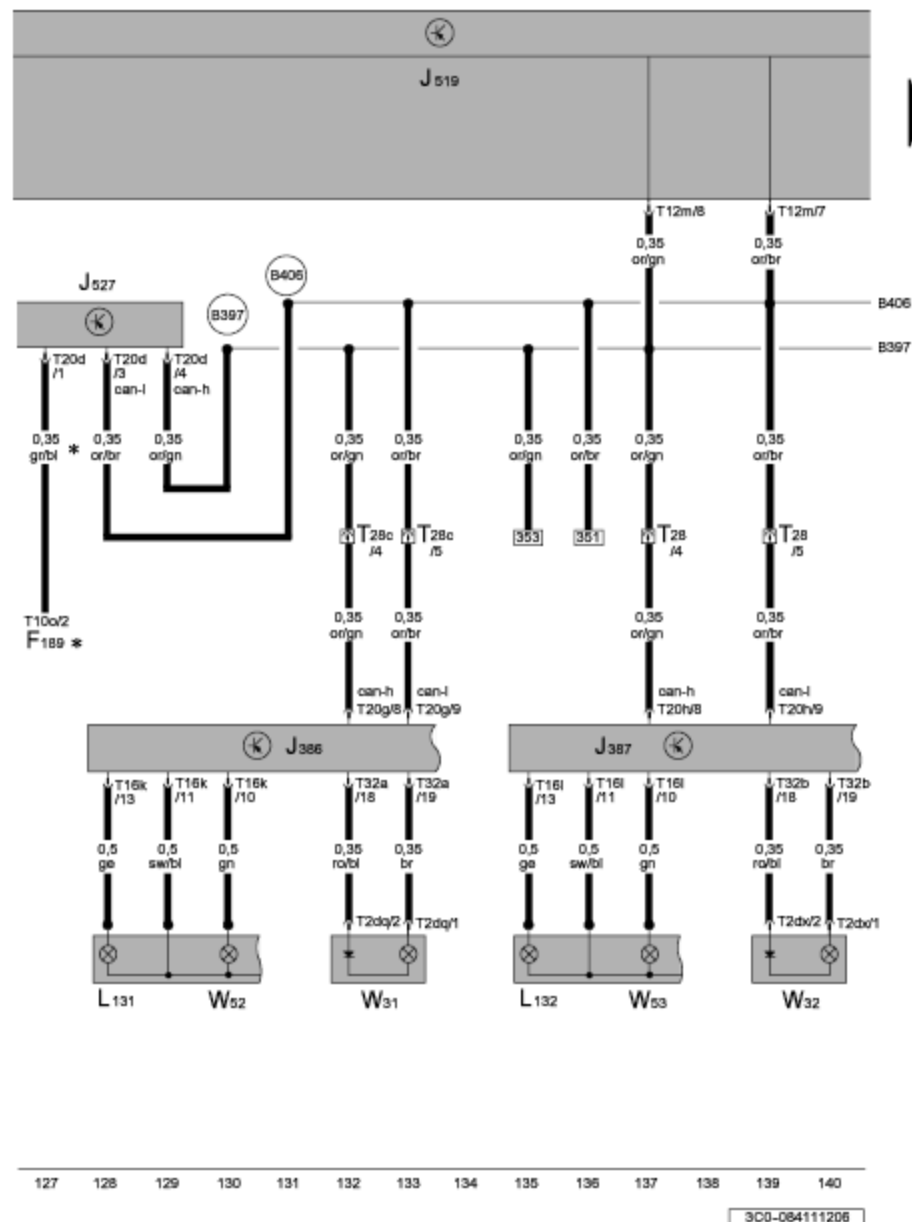 J519
T12m/8 T12m/7
0,35 0,35
or/gn or/br
J527
B406
B397
B406
B397
T20d T20d T20d
/1 /3 /4
can-l can-h
0,35 0,35 0,35 0,35 0,35 0,35 0,35 0,35 0,35
gr/bl * or/br or/gn or/gn or/br or/gn or/br or/gn or/br
T28c T28c 353 351 T28 T28
/4 /5 /4 /5
T10o/2
F189 *
0,35 0,35 0,35 0,35
or/gn or/br or/gn or/br
can-h can-l can-h can-l
T20g/8 T20g/9 T20h/8 T20h/9
J386 J387
T16k T16k T16k T32a T32a T16l T16l T16l T32b T32b
/13 /11 /10 /18 /19 /13 /11 /10 /18 /19
0,5 0,5 0,5 0,35 0,35 0,5 0,5 0,5 0,35 0,35
ge sw/bl gn ro/bl br ge sw/bl gn ro/bl br
T2dq/2 T2dq/1 T2dx/2 T2dx/1
L131 W52 W31 L132 W53 W32
127 128 129 130 131 132 133 134 135 136 137 138 139 140
3C0-084111206